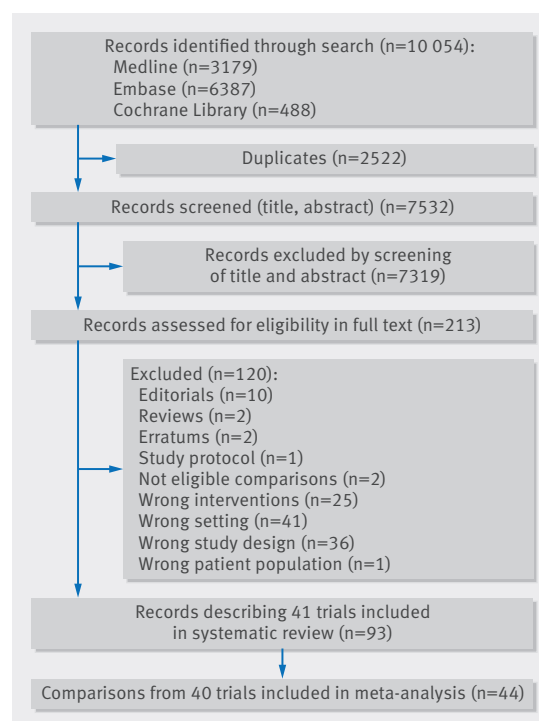 Records identified through search (n=10 054):
Medline (n=3179)
Embase (n=6387)
Cochrane Library (n=488)
Duplicates (n=2522)
Records screened (title, abstract) (n=7532)
Records excluded by screening
of title and abstract (n=7319)
Records assessed for eligibility in full text (n=213)
Excluded (n=120):
Editorials (n=10)
Reviews (n=2)
Erratums (n=2)
Study protocol (n=1)
Not eligible comparisons (n=2)
Wrong interventions (n=25)
Wrong setting (n=41)
Wrong study design (n=36)
Wrong patient population (n=1)
Records describing 41 trials included
in systematic review (n=93)
Comparisons from 40 trials included in meta-analysis (n=44)